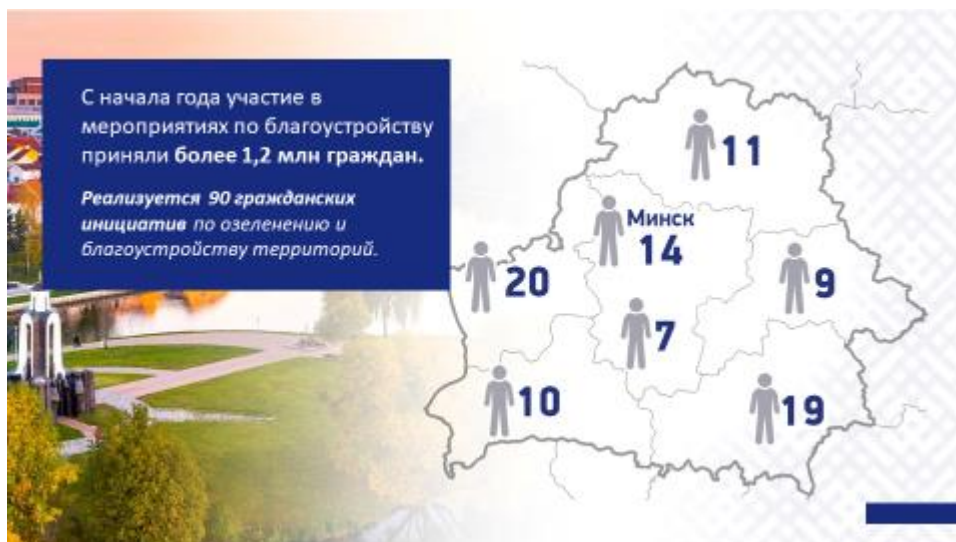 С начала года участие в
мероприятиях по благоустройству
приняли более 1,2 млн граждан.
Реализуется 90 гражданских
инициатив по озеленению и
благоустройству территорий.
11
Минск
14
20
9
7
10
19